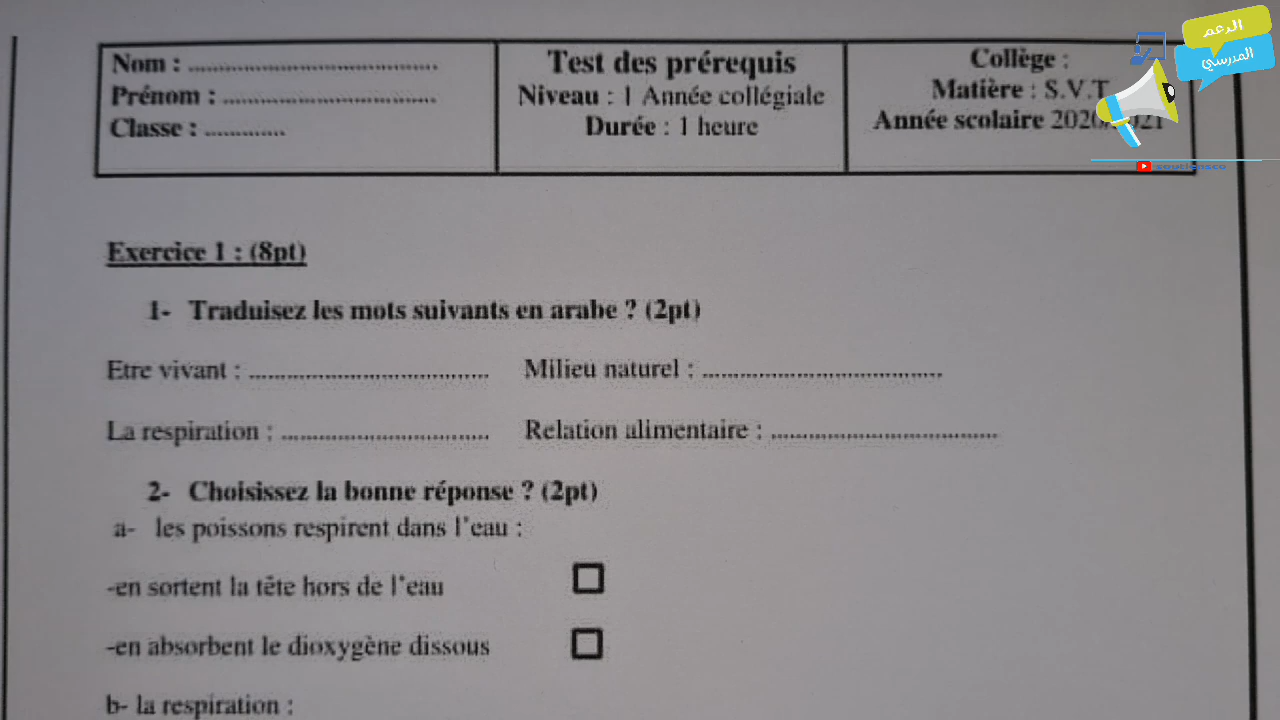 Nom : ........................................
Prénom : ..................................
Classe : .............
Test des prérequis
Niveau : 1 Année collégiale
Durée : 1 heure
Collège :
Matière : S.V.T
Année scolaire 2020/2021
الدعم
المدرسي
soutiensco
Exercice 1 : (8pt)
1- Traduisez les mots suivants en arabe ? (2pt)
Etre vivant : ...................................... Milieu naturel : ......................................
La respiration : ................................. Relation alimentaire : ....................................
2- Choisissez la bonne réponse ? (2pt)
a- les poissons respirent dans l'eau :
-en sortent la tête hors de l'eau
-en absorbent le dioxygène dissous
b- la respiration :